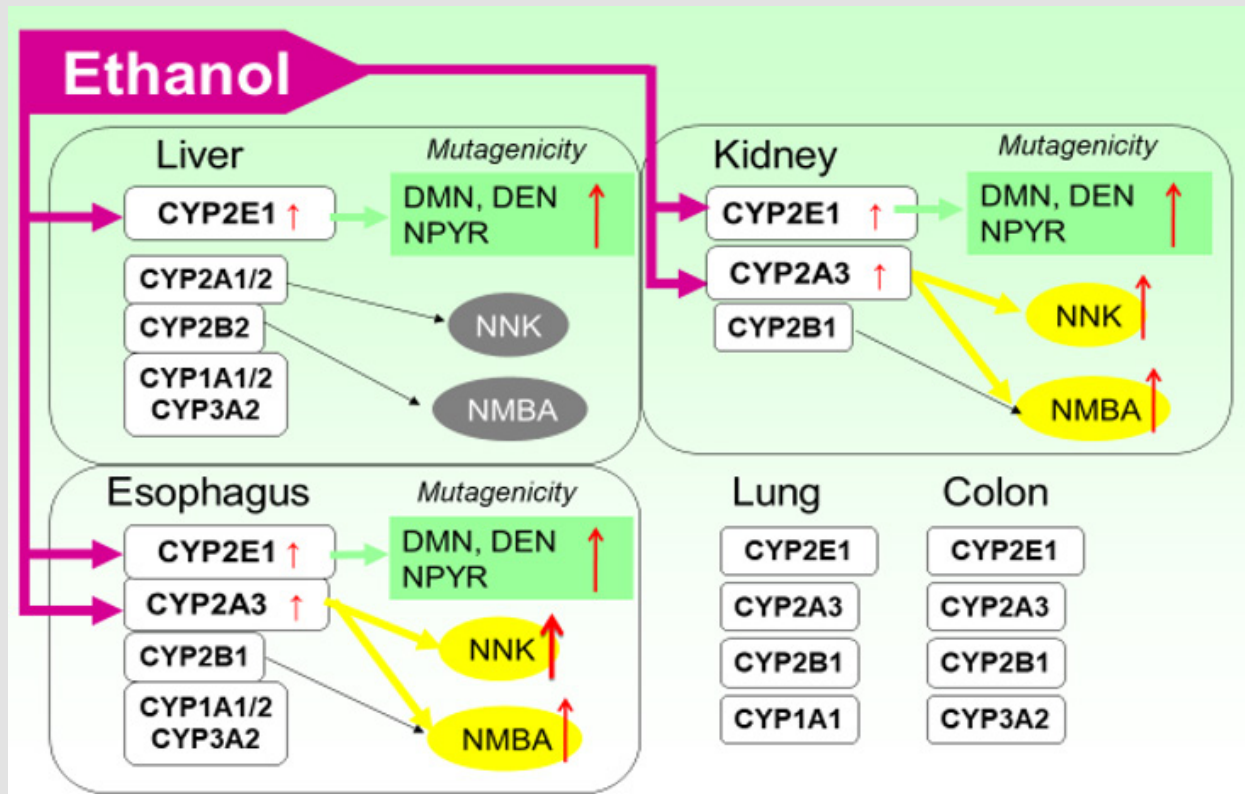 Ethanol
Liver
Mutagenicity
CYP2E1 ↑
DMN, DEN
NPYR
CYP2A1/2
CYP2B2
CYP1A1/2
CYP3A2
NNK
NMBA
Kidney
Mutagenicity
CYP2E1 ↑
DMN, DEN
NPYR
CYP2A3 ↑
CYP2B1
NNK
NMBA
Esophagus
Mutagenicity
CYP2E1 ↑
DMN, DEN
NPYR
CYP2A3 ↑
CYP2B1
CYP1A1/2
CYP3A2
NNK
NMBA
Lung
CYP2E1
CYP2A3
CYP2B1
CYP1A1
Colon
CYP2E1
CYP2A3
CYP2B1
CYP3A2